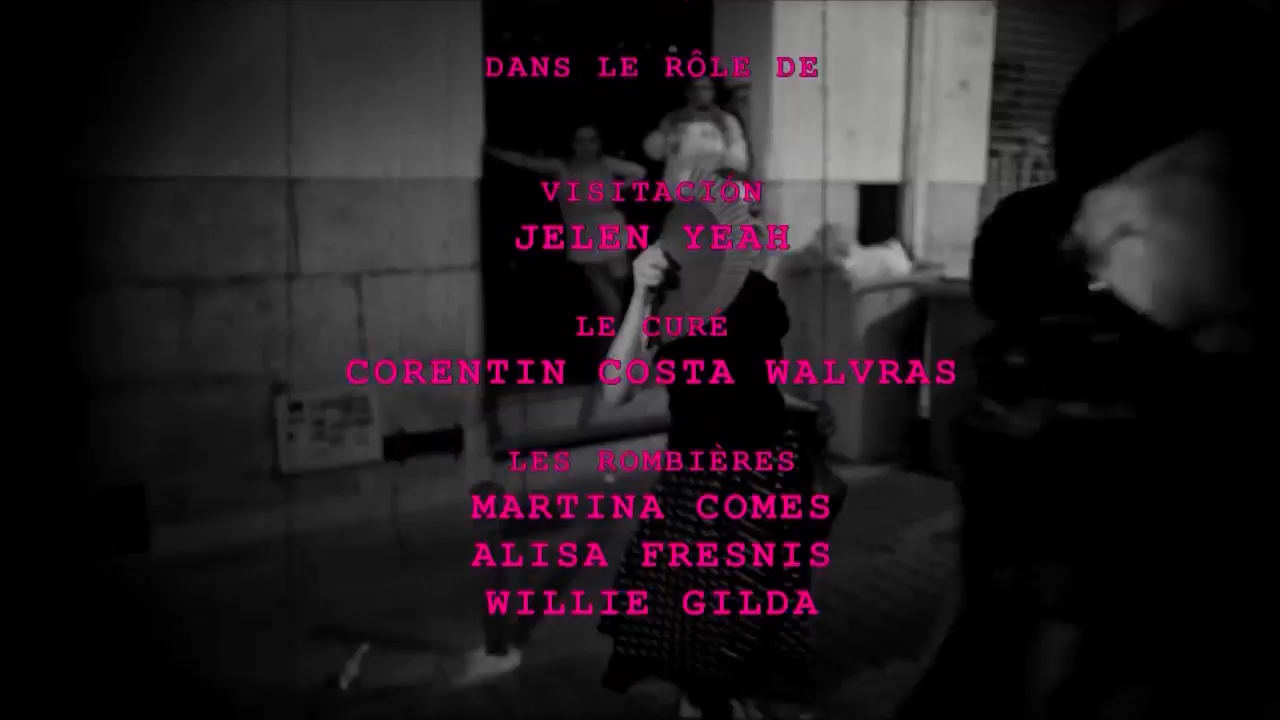 DANS LE RÔLE DE
VISITACIÓN
JELEN YEAH
LE CURÉ
CORENTIN COSTA WALVRAS
LES ROMBIÈRES
MARTINA COMES
ALISA FRESNIS
WILLIE GILDA